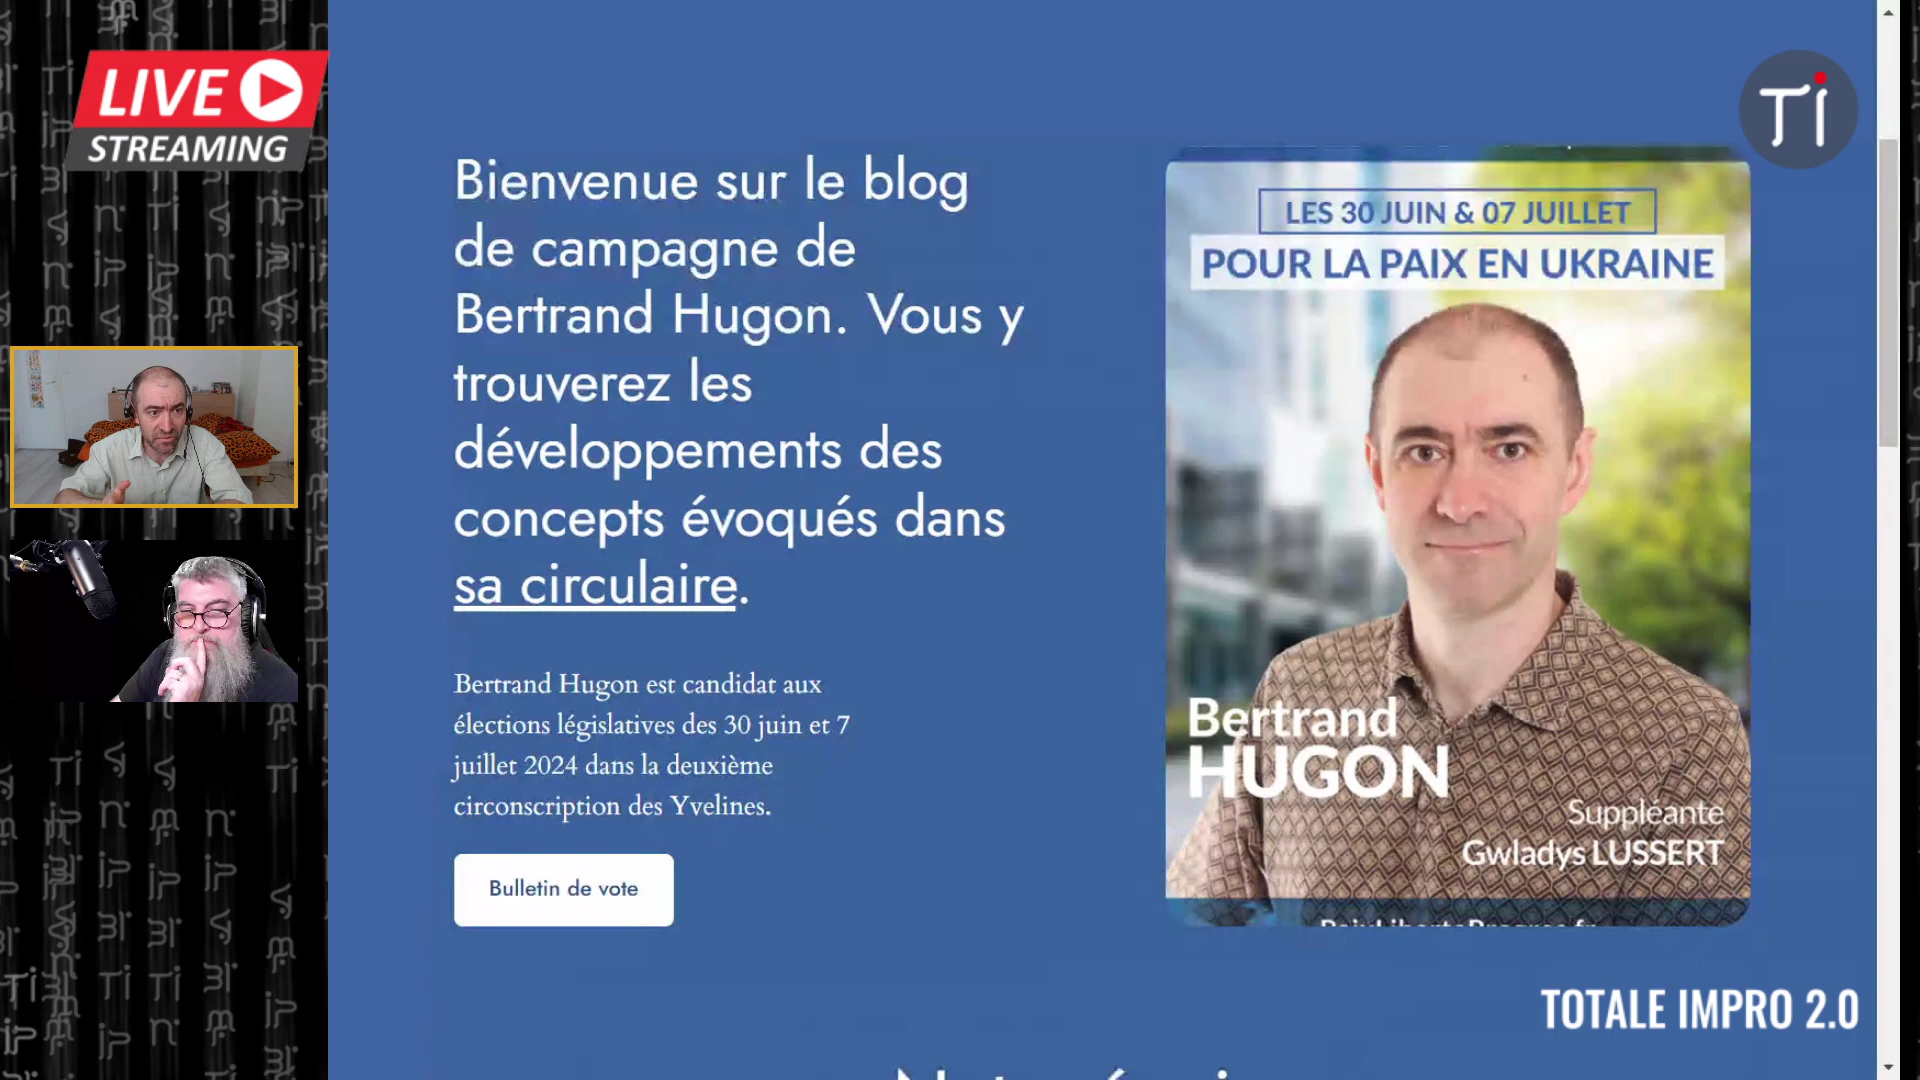 LIVE
STREAMING
Ti
Bienvenue sur le blog
de campagne de
Bertrand Hugon. Vous y
trouverez les
développements des
concepts évoqués dans
sa circulaire.
Bertrand Hugon est candidat aux
élections législatives des 30 juin et 7
juillet 2024 dans la deuxième
circonscription des Yvelines.
Bulletin de vote
LES 30 JUIN & 07 JUILLET
POUR LA PAIX EN UKRAINE
Bertrand
HUGON
Suppléante
Gwladys LUSSERT
TOTALE IMPRO 2.0